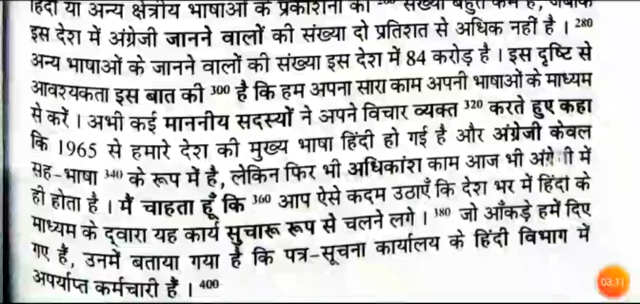 हिंदी या अन्य क्षेत्रीय भाषाओं के प्रकाशनों की 260 संख्या बहुत कम है, जबकि
इस देश में अंग्रेजी जानने वालों की संख्या दो प्रतिशत से अधिक नहीं है । 280
अन्य भाषाओं के जानने वालों की संख्या इस देश में 84 करोड़ है । इस दृष्टि से
आवश्यकता इस बात की 300 है कि हम अपना सारा काम अपनी भाषाओं के माध्यम
से करें । अभी कई माननीय सदस्यों ने अपने विचार व्यक्त 320 करते हुए कहा
कि 1965 से हमारे देश की मुख्य भाषा हिंदी हो गई है और अंग्रेजी केवल
सह-भाषा 340 के रूप में है, लेकिन फिर भी अधिकांश काम आज भी अंग्रेजी में
ही होता है । मैं चाहता हूँ कि 360 आप ऐसे कदम उठाएँ कि देश भर में हिंदी के
माध्यम के द्वारा यह कार्य सुचारू रूप से चलने लगे । 380 जो आँकड़े हमें दिए
गए हैं, उनमें बताया गया है कि पत्र-सूचना कार्यालय के हिंदी विभाग में
अपर्याप्त कर्मचारी हैं । 400
03:11